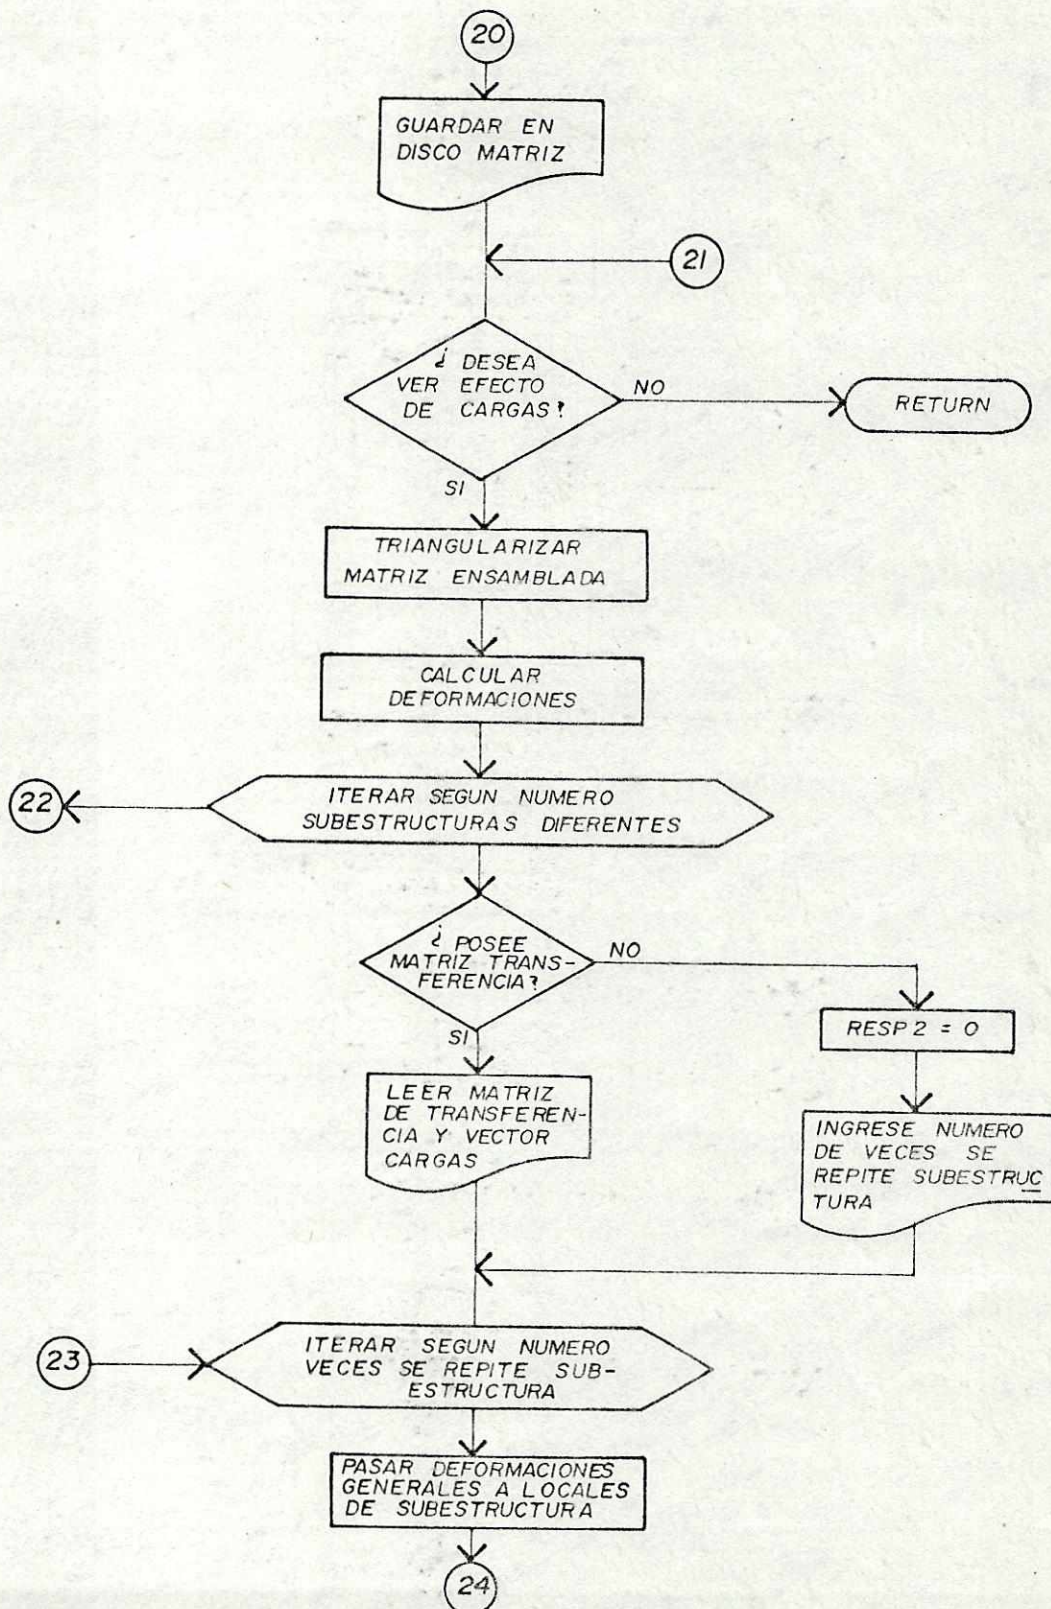 20
GUARDAR EN
DISCO MATRIZ
21
¿ DESEA
VER EFECTO
DE CARGAS?
NO
RETURN
SI
TRIANGULARIZAR
MATRIZ ENSAMBLADA
CALCULAR
DEFORMACIONES
22
ITERAR SEGUN NUMERO
SUBESTRUCTURAS DIFERENTES
¿ POSEE
MATRIZ TRANS-
FERENCIA?
NO
SI
RESP 2 = 0
LEER MATRIZ
DE TRANSFEREN-
CIA Y VECTOR
CARGAS
INGRESE NUMERO
DE VECES SE
REPITE SUBESTRUC
TURA
23
ITERAR SEGUN NUMERO
VECES SE REPITE SUB-
ESTRUCTURA
PASAR DEFORMACIONES
GENERALES A LOCALES
DE SUBESTRUCTURA
24